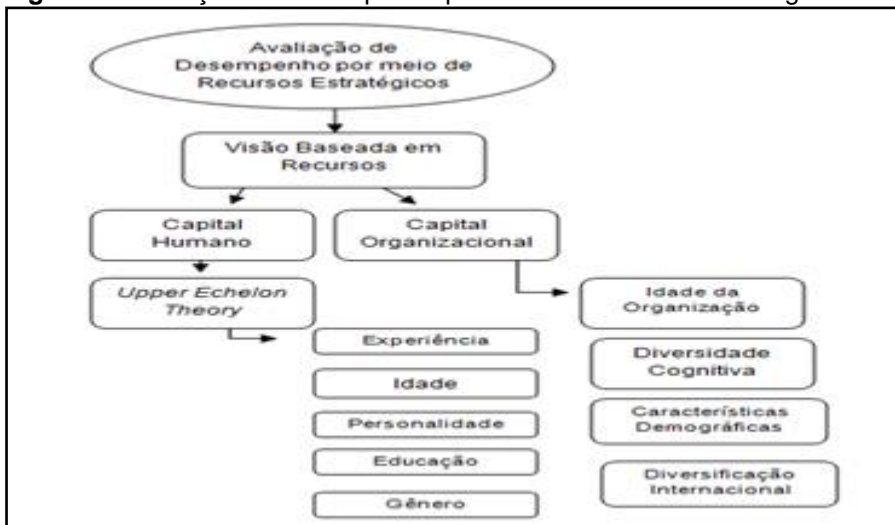 Avaliação de
Desempenho por meio de
Recursos Estratégicos
Visão Baseada em
Recursos
Capital
Humano
Capital
Organizacional
Upper Echelon
Theory
Idade da
Organização
Experiência
Diversidade
Cognitiva
Idade
Características
Demográficas
Personalidade
Educação
Diversificação
Internacional
Gênero